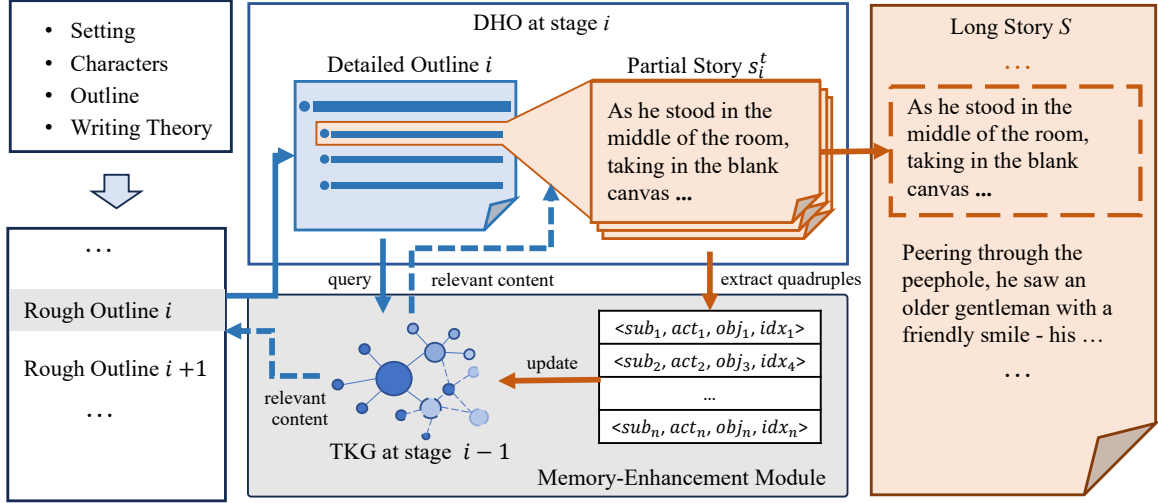 • Setting
• Characters
• Outline
• Writing Theory
...
Rough Outline i
Rough Outline i +1
...
DHO at stage i
Detailed Outline i
Partial Story s_i^t
As he stood in the
middle of the room,
taking in the blank
canvas ...
query
relevant content
extract quadruples
relevant
content
update
<sub_1, act_1, obj_1, idx_1>
<sub_2, act_2, obj_3, idx_4>
...
<sub_n, act_n, obj_n, idx_n>
TKG at stage i − 1
Memory-Enhancement Module
Long Story S
...
As he stood in the
middle of the room,
taking in the blank
canvas ...
Peering through the
peephole, he saw an
older gentleman with a
friendly smile - his ...
...